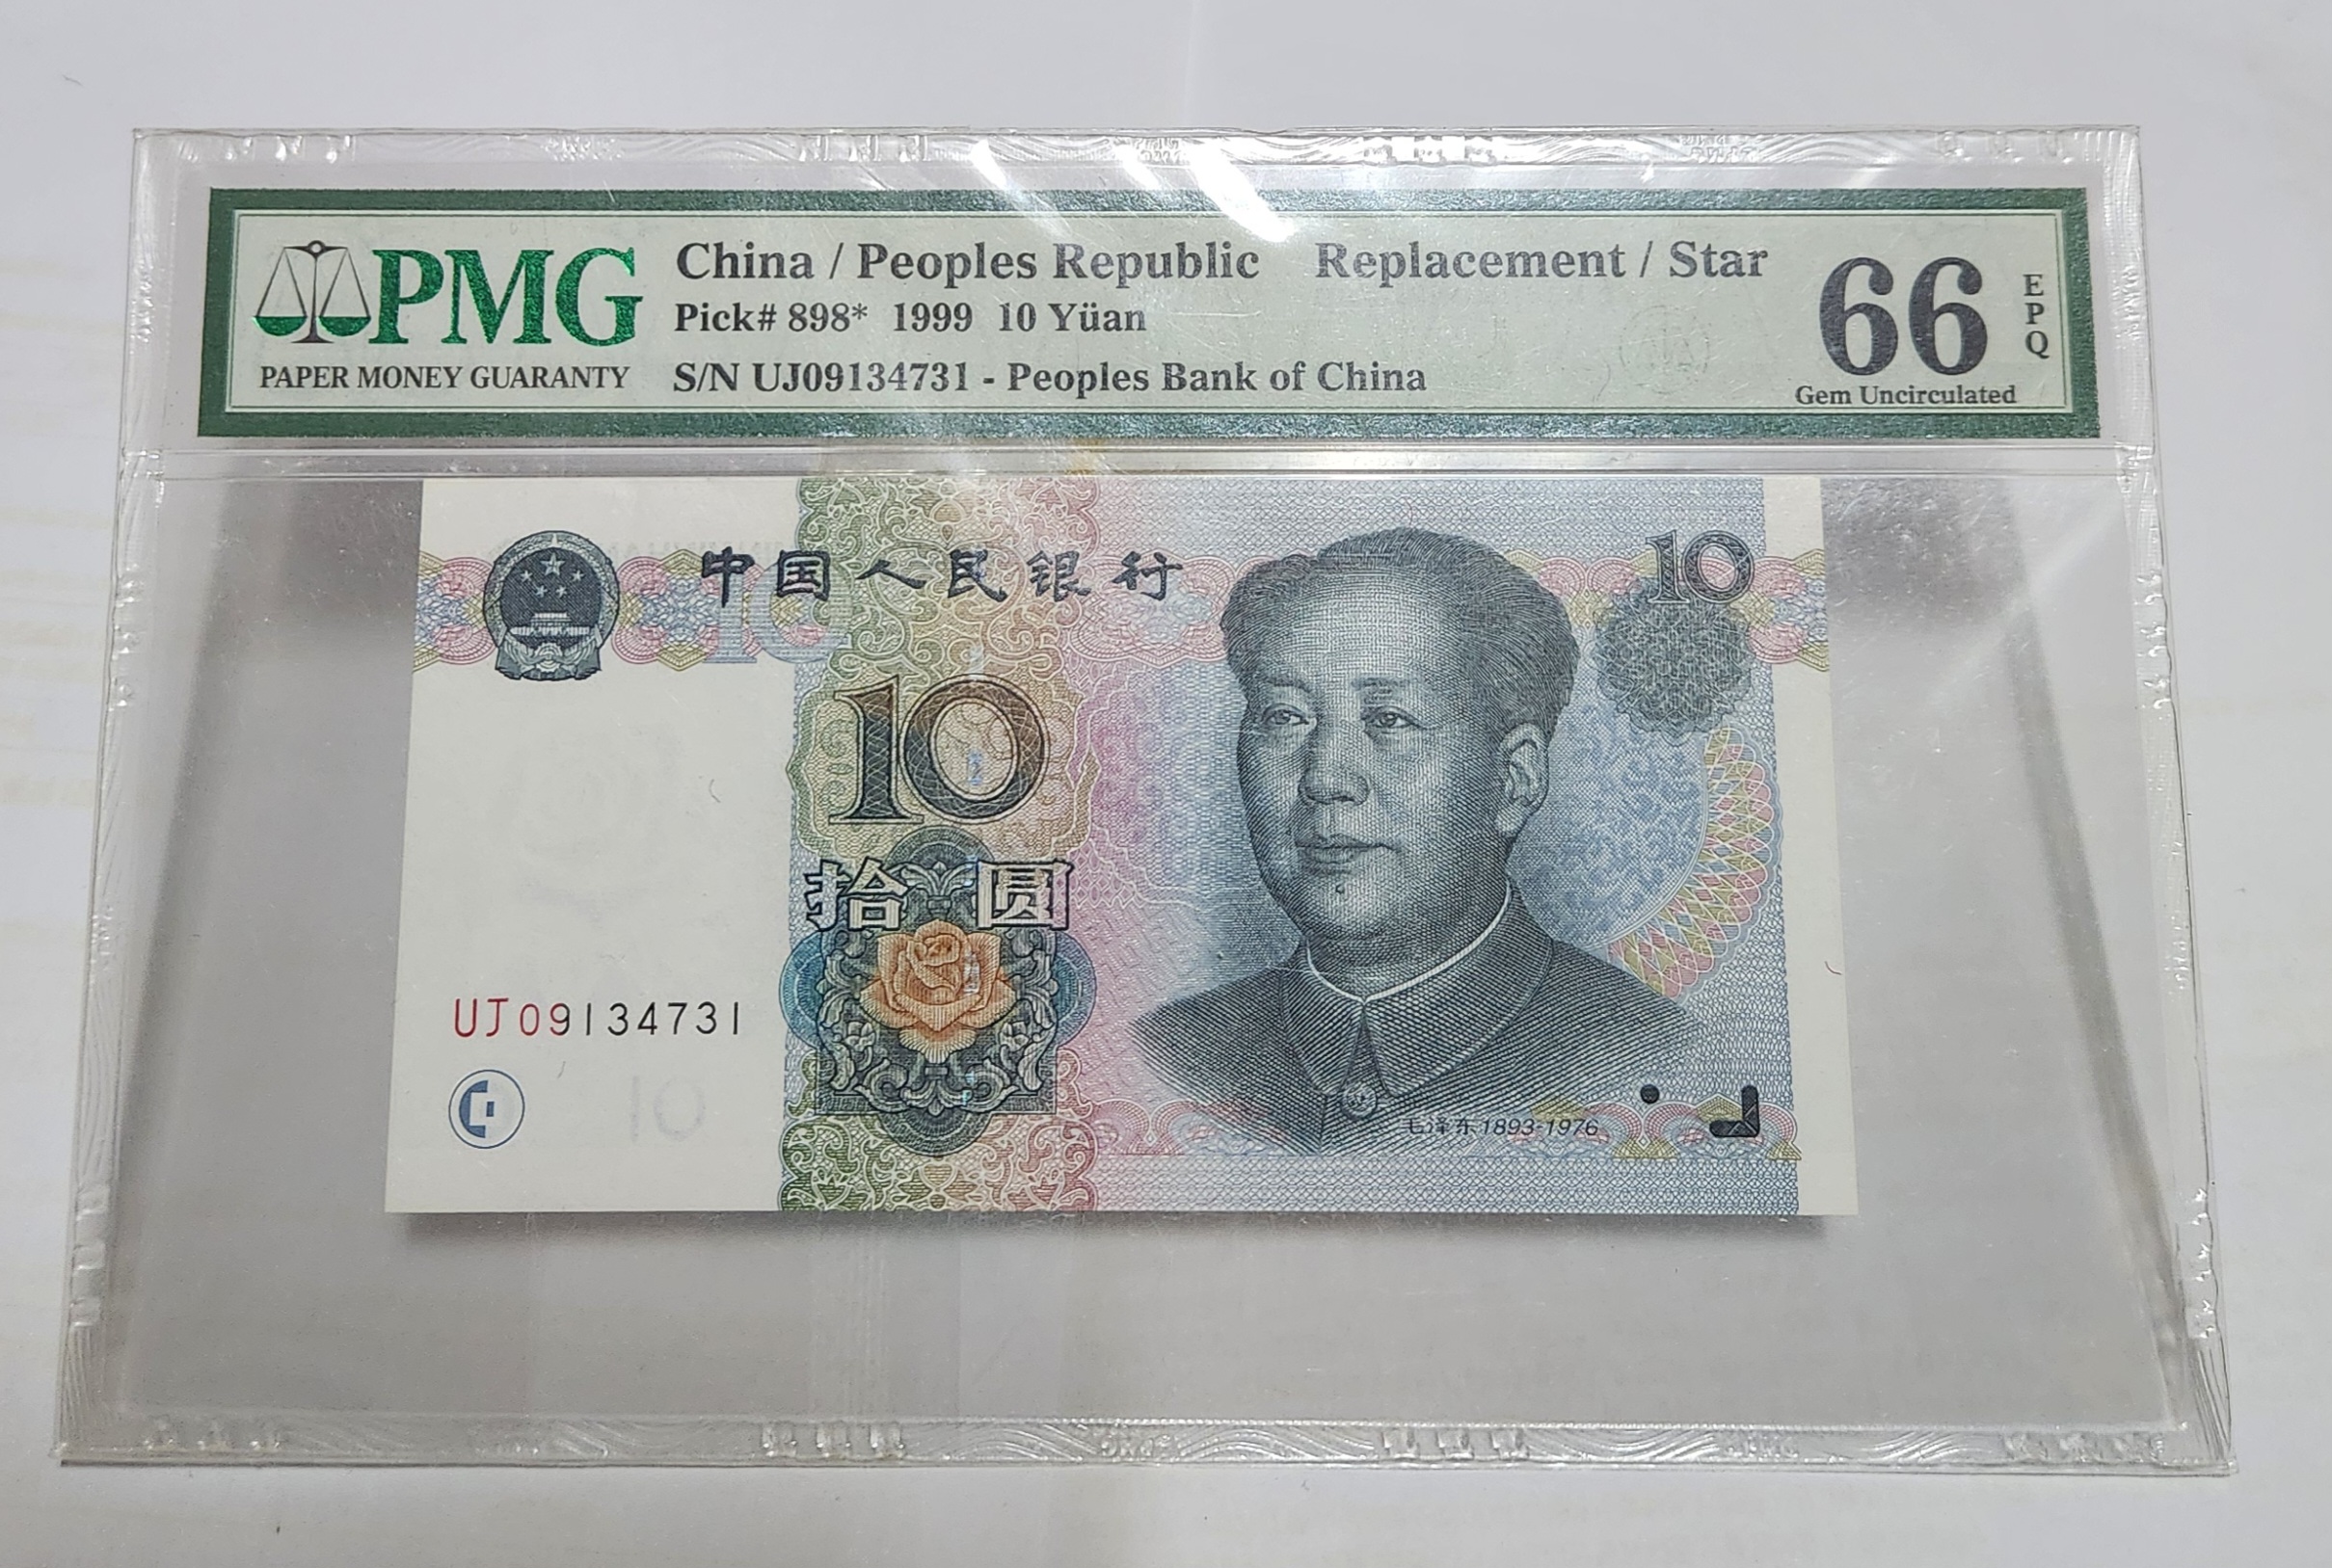 PMG
PAPER MONEY GUARANTY
China / Peoples Republic Replacement / Star
Pick# 898* 1999 10 Yüan
S/N UJ09134731 - Peoples Bank of China
66
EPQ
Gem Uncirculated
中国人民银行
10
10
10
拾圆
UJ09134731
10
毛泽东 1893-1976